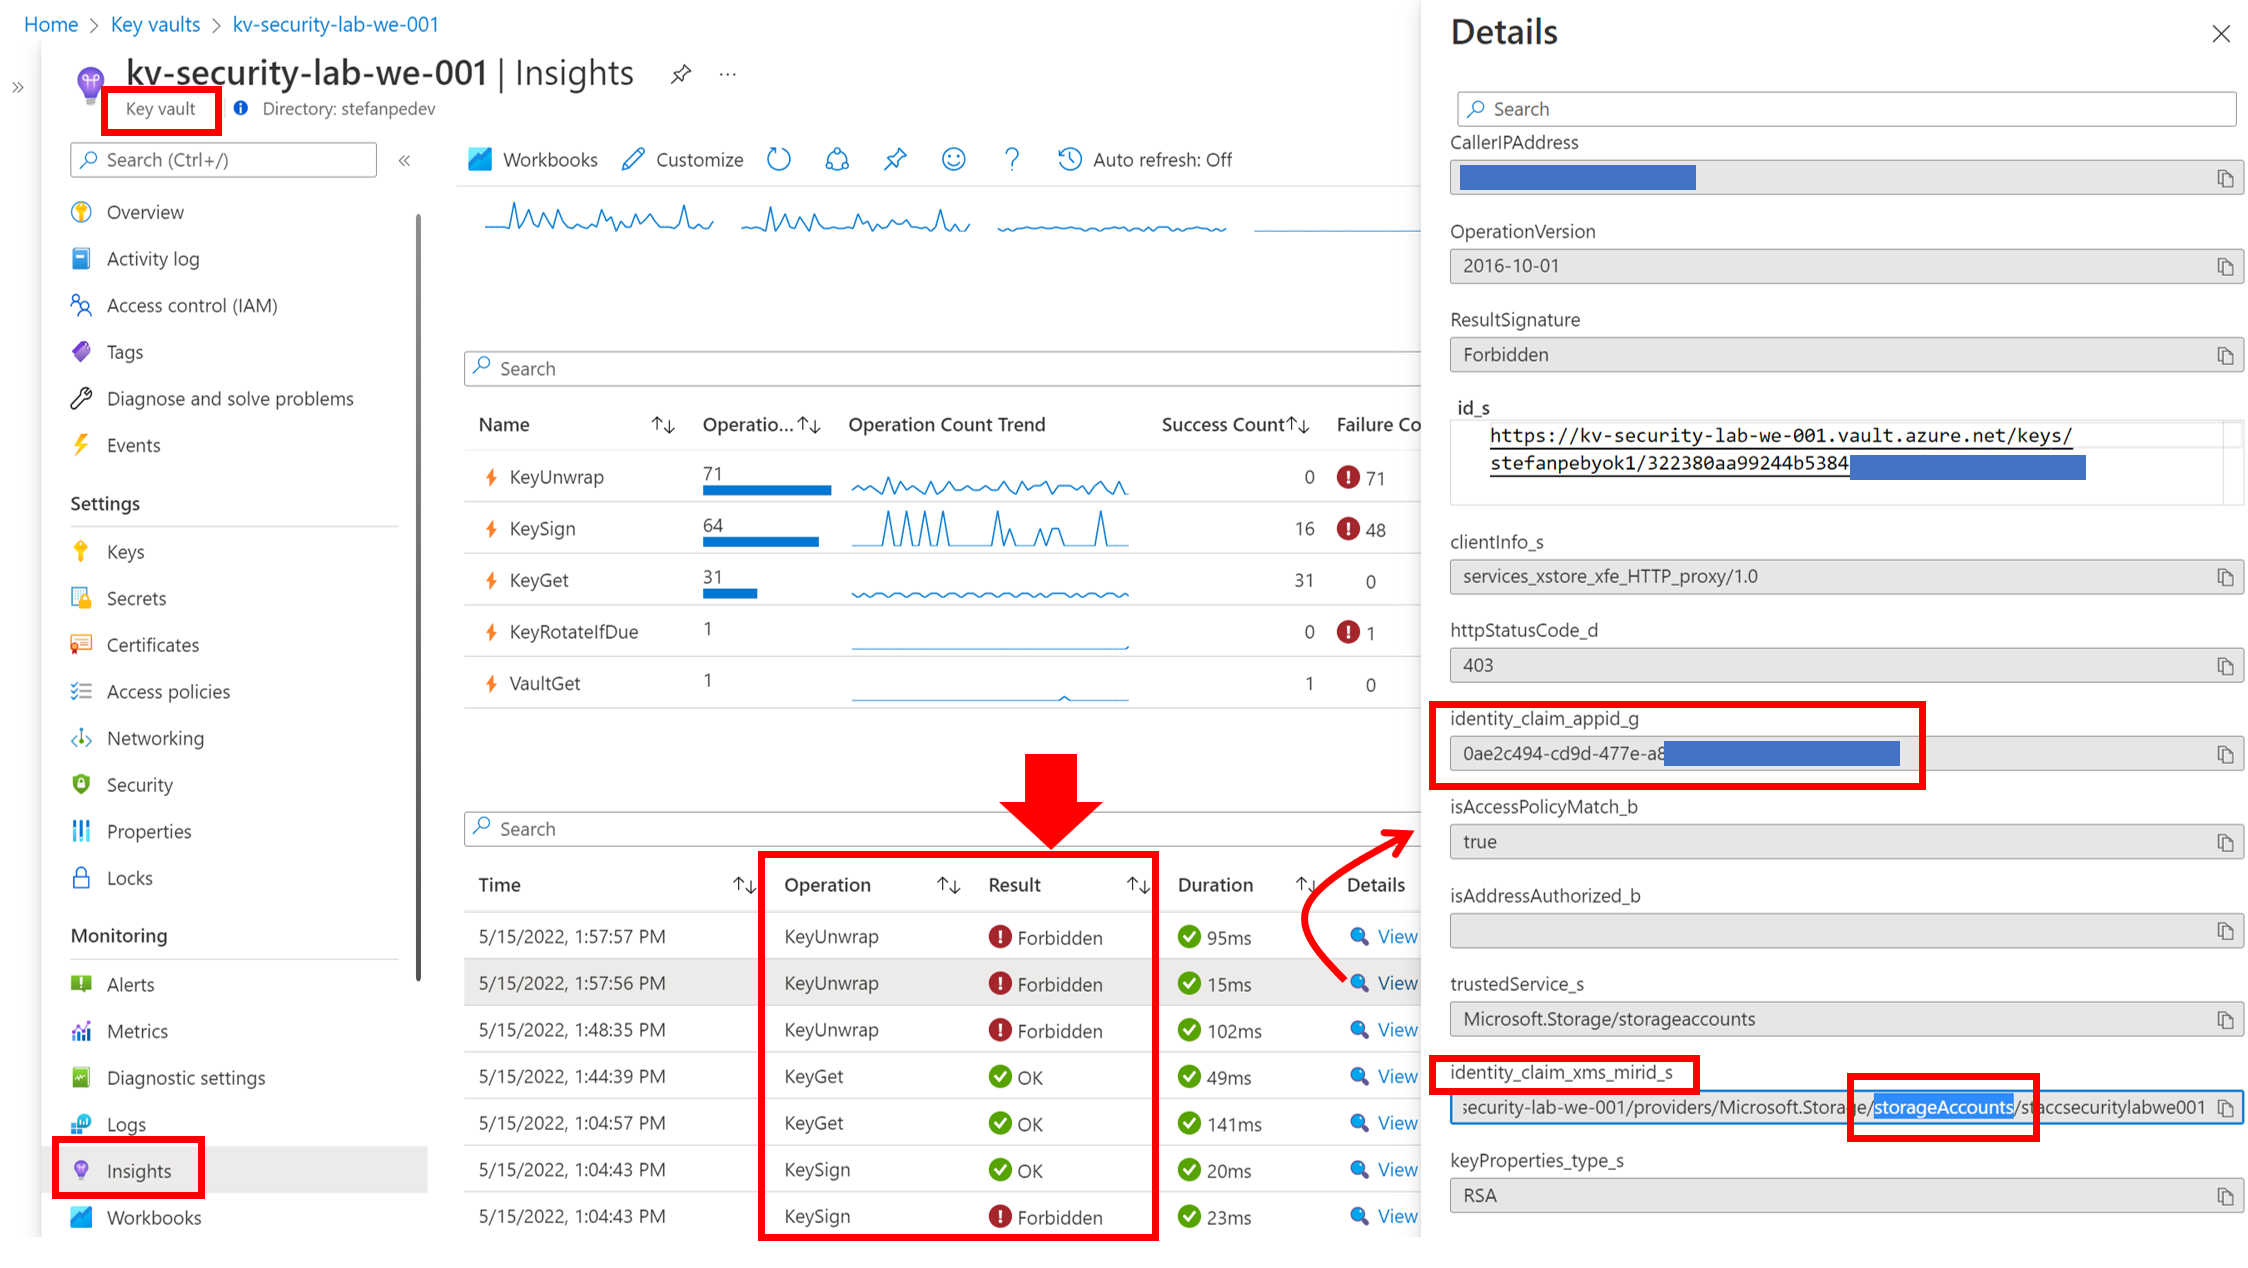 Home > Key vaults > kv-security-lab-we-001
kv-security-lab-we-001 | Insights ...
Key vault
Directory: stefanpedev
Search (Ctrl+/)
«
»
Overview
Activity log
Access control (IAM)
Tags
Diagnose and solve problems
Events
Settings
Keys
Secrets
Certificates
Access policies
Networking
Security
Properties
Locks
Monitoring
Alerts
Metrics
Diagnostic settings
Logs
Insights
Workbooks
Workbooks Customize ? Auto refresh: Off
Search
Name Operatio... Operation Count Trend Success Count Failure Co
KeyUnwrap 71 0 71
KeySign 64 16 48
KeyGet 31 31 0
KeyRotateIfDue 1 0 1
VaultGet 1 1 0
Search
Time Operation Result Duration Details
5/15/2022, 1:57:57 PM KeyUnwrap Forbidden 95ms View
5/15/2022, 1:57:56 PM KeyUnwrap Forbidden 15ms View
5/15/2022, 1:48:35 PM KeyUnwrap Forbidden 102ms View
5/15/2022, 1:44:39 PM KeyGet OK 49ms View
5/15/2022, 1:04:57 PM KeyGet OK 141ms View
5/15/2022, 1:04:43 PM KeySign OK 20ms View
5/15/2022, 1:04:43 PM KeySign Forbidden 23ms View
Details
Search
CallerIPAddress
OperationVersion
2016-10-01
ResultSignature
Forbidden
id_s
https://kv-security-lab-we-001.vault.azure.net/keys/
stefanpebyok1/322380aa99244b5384
clientInfo_s
services_xstore_xfe_HTTP_proxy/1.0
httpStatusCode_d
403
identity_claim_appid_g
0ae2c494-cd9d-477e-a8
isAccessPolicyMatch_b
true
isAddressAuthorized_b
trustedService_s
Microsoft.Storage/storageaccounts
identity_claim_xms_mirid_s
security-lab-we-001/providers/Microsoft.Storage/storageAccounts/staccsecuritylabwe001
keyProperties_type_s
RSA